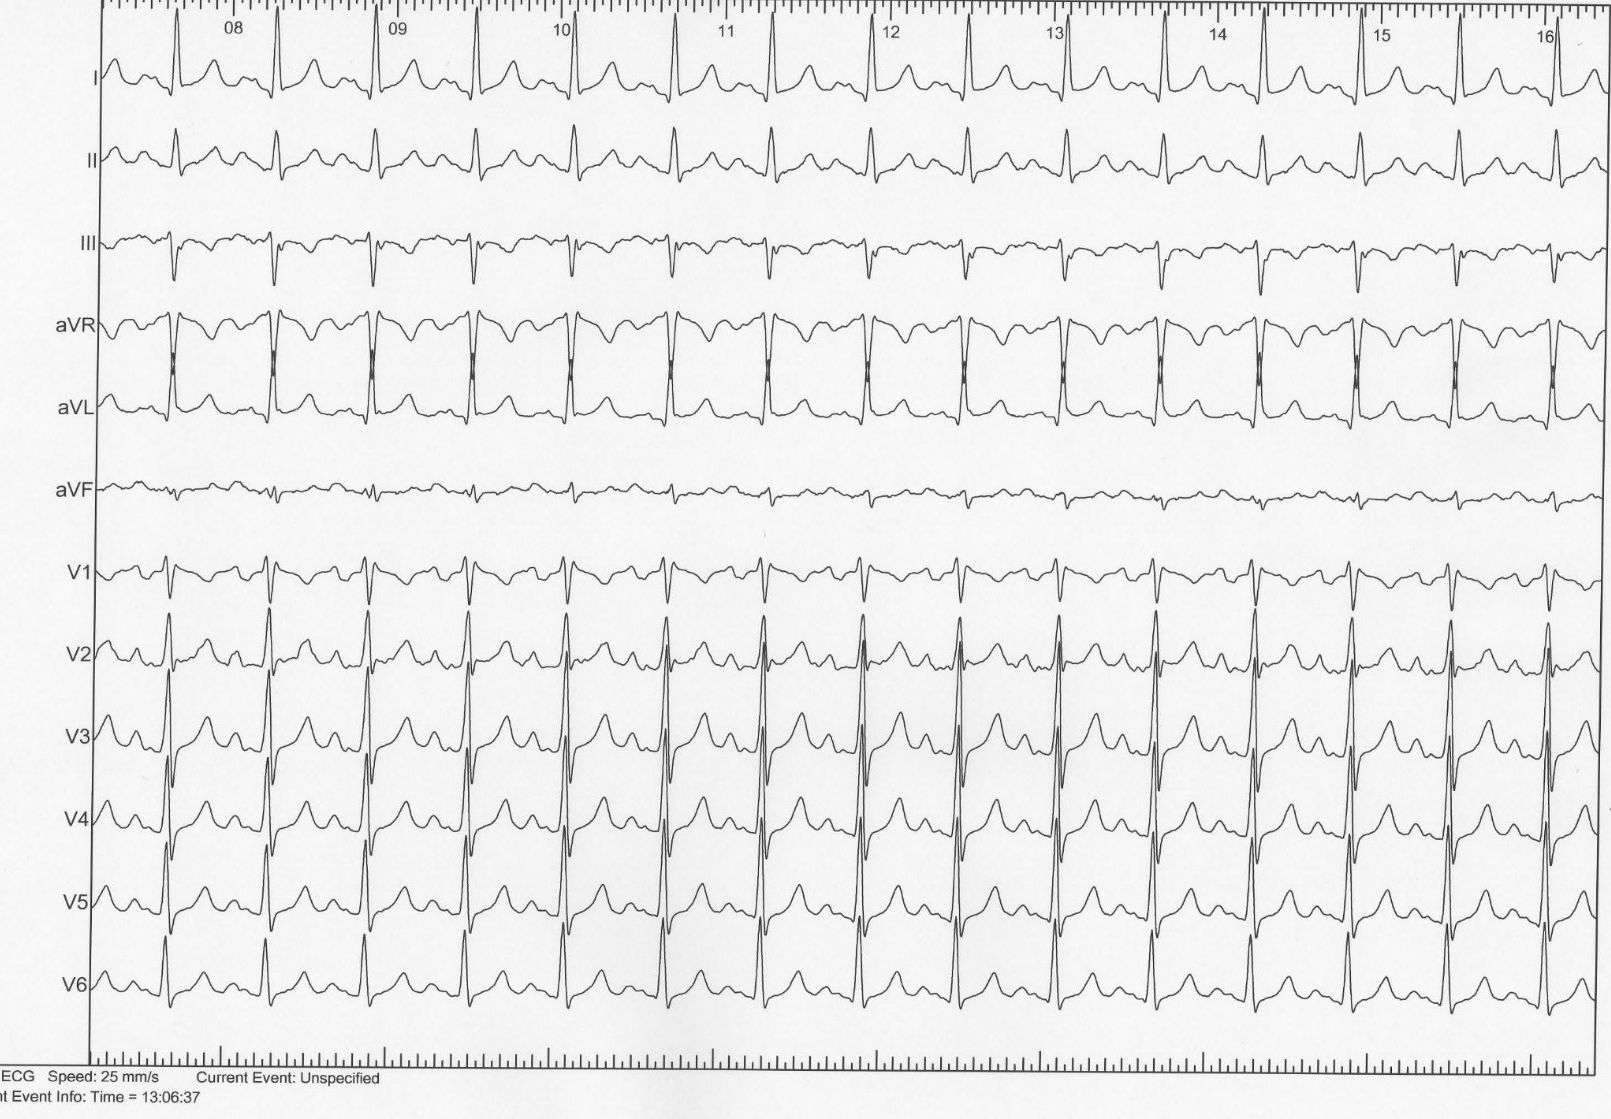 08 09 10 11 12 13 14 15 16
I
II
III
aVR
aVL
aVF
V1
V2
V3
V4
V5
V6
ECG Speed: 25 mm/s Current Event: Unspecified
nt Event Info: Time = 13:06:37